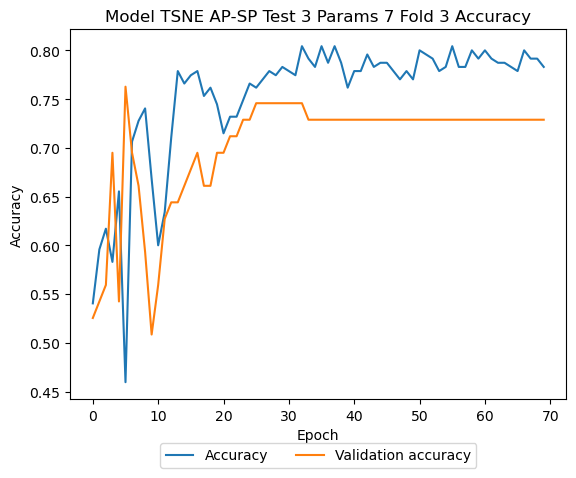 Model TSNE AP-SP Test 3 Params 7 Fold 3 Accuracy
0.80
0.75
0.70
0.65
0.60
0.55
0.50
0.45
Accuracy
0 10 20 30 40 50 60 70
Epoch
Accuracy Validation accuracy